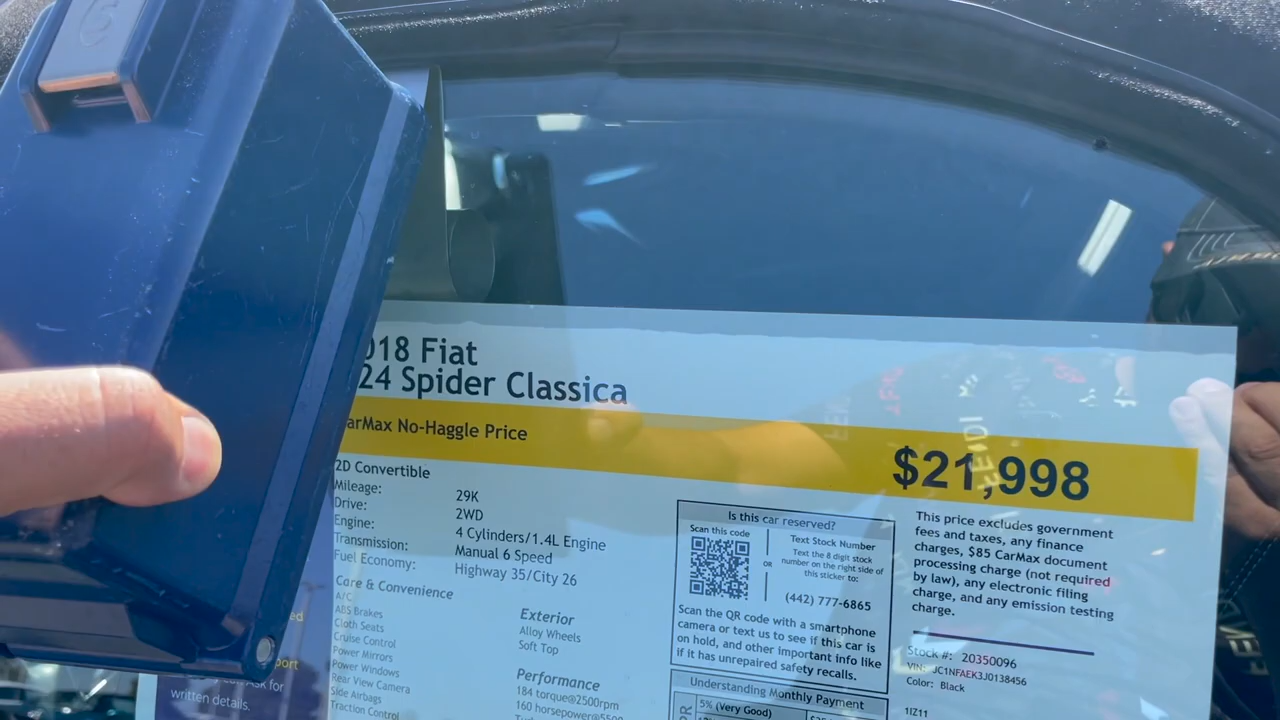 018 Fiat
24 Spider Classica
arMax No-Haggle Price
$21,998
2D Convertible
Mileage: 29K
Drive: 2WD
Engine: 4 Cylinders/1.4L Engine
Transmission: Manual 6 Speed
Fuel Economy: Highway 35/City 26
Care & Convenience
A/C
ABS Brakes
Cloth Seats
Cruise Control
Power Mirrors
Power Windows
Rear View Camera
Side Airbags
Traction Control
Exterior
Alloy Wheels
Soft Top
Performance
184 torque@2500rpm
160 horsepower@5500
Is this car reserved?
Scan this code
OR
Text Stock Number
Text the 8 digit stock
number on the right side of
this sticker to:
(442) 777-6865
Scan the QR code with a smartphone
camera or text us to see if this car is
on hold, and other important info like
if it has unrepaired safety recalls.
Understanding Monthly Payment
5% (Very Good)
This price excludes government
fees and taxes, any finance
charges, $85 CarMax document
processing charge (not required
by law), any electronic filing
charge, and any emission testing
charge.
Stock #: 20350096
VIN: JC1NFAEK3J0138456
Color: Black
1IZ11
for
written details.